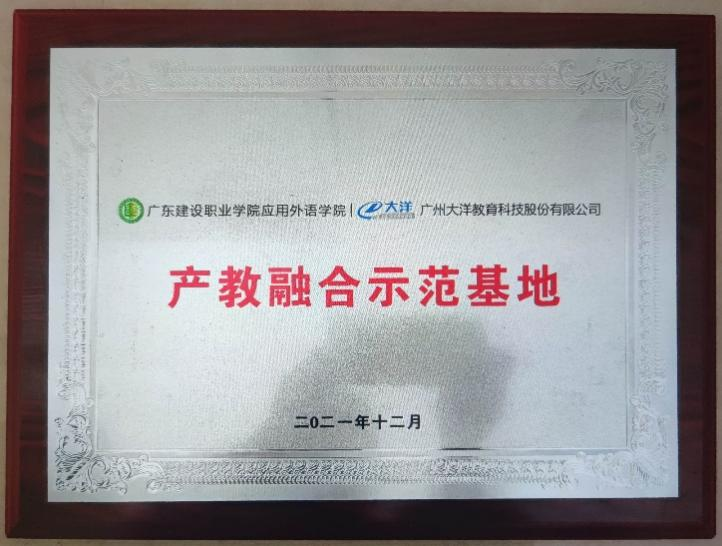 广东建设职业学院应用外语学院 | 大洋 广州大洋教育科技股份有限公司
产教融合示范基地
二0二一年十二月